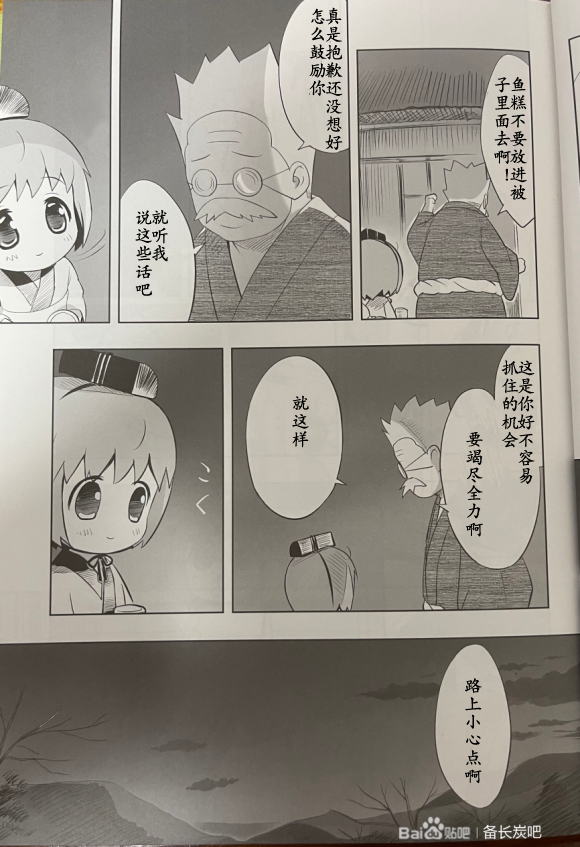 鱼糕不要放进被
子里面去啊！
真是抱歉还没想好
怎么鼓励你
就听我
说这些话吧
这是你好不容易
抓住的机会
要竭尽全力啊
就这样
こく
路上小心点啊
Bai贴吧 | 备长炭吧